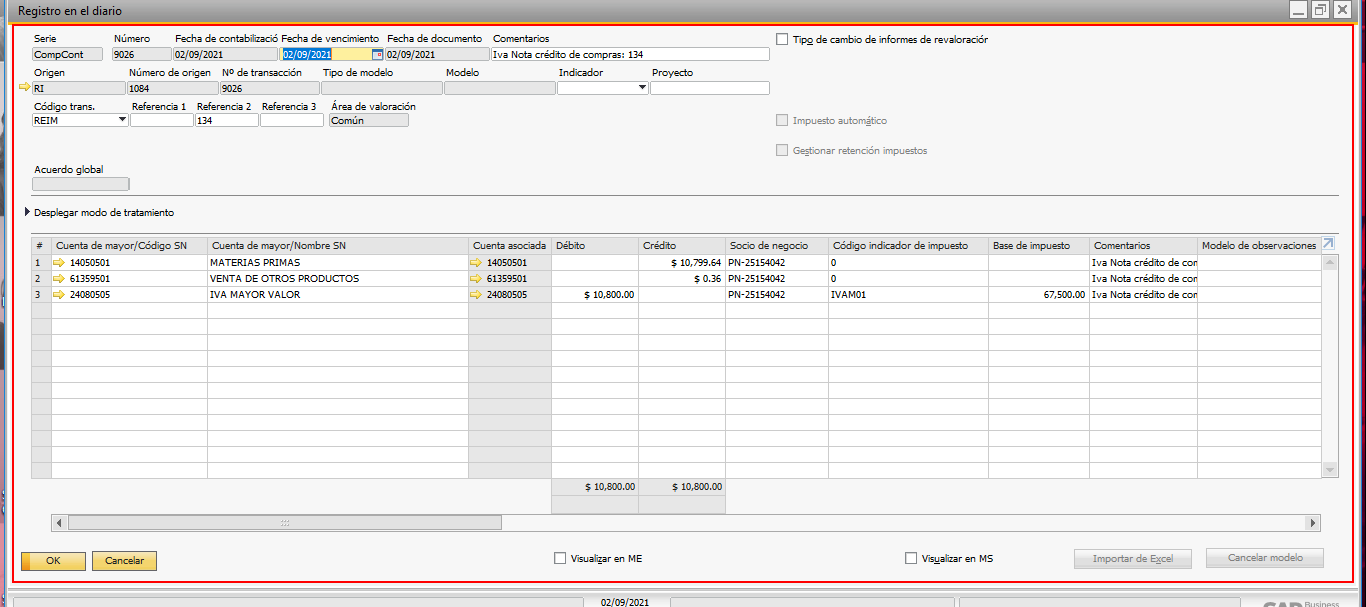 Registro en el diario
Serie Número Fecha de contabilizació Fecha de vencimiento Fecha de documento Comentarios
CompCont 9026 02/09/2021 02/09/2021 02/09/2021 Iva Nota crédito de compras: 134
Tipo de cambio de informes de revaloraciór
Origen Número de origen Nº de transacción Tipo de modelo Modelo Indicador Proyecto
RI 1084 9026
Código trans. Referencia 1 Referencia 2 Referencia 3 Área de valoración
REIM 134 Común
Impuesto automático
Gestionar retención impuestos
Acuerdo global
Desplegar modo de tratamiento
# Cuenta de mayor/Código SN Cuenta de mayor/Nombre SN Cuenta asociada Débito Crédito Socio de negocio Código indicador de impuesto Base de impuesto Comentarios Modelo de observaciones
1 14050501 MATERIAS PRIMAS 14050501 $ 10,799.64 PN-25154042 0 Iva Nota crédito de con
2 61359501 VENTA DE OTROS PRODUCTOS 61359501 $ 0.36 PN-25154042 0 Iva Nota crédito de con
3 24080505 IVA MAYOR VALOR 24080505 $ 10,800.00 PN-25154042 IVAM01 67,500.00 Iva Nota crédito de con
$ 10,800.00 $ 10,800.00
OK Cancelar Visualizar en ME Visualizar en MS Importar de Excel Cancelar modelo
02/09/2021 Business